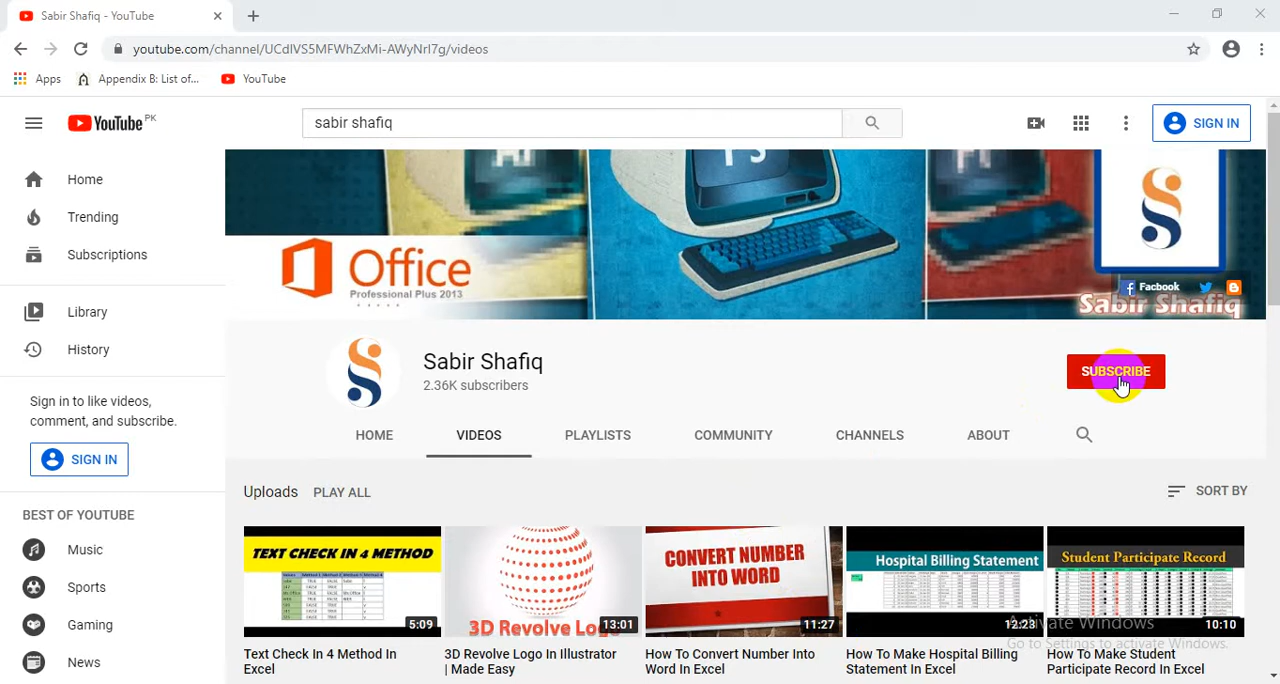 Sabir Shafiq - YouTube
youtube.com/channel/UCdIVS5MFWhZxMi-AWyNrI7g/videos
Apps
Appendix B: List of...
YouTube
YouTube PK
sabir shafiq
SIGN IN
Home
Trending
Subscriptions
Library
History
Sign in to like videos,
comment, and subscribe.
SIGN IN
BEST OF YOUTUBE
Music
Sports
Gaming
News
Office
Professional Plus 2013
Facbook
Sabir Shafiq
Sabir Shafiq
2.36K subscribers
SUBSCRIBE
HOME
VIDEOS
PLAYLISTS
COMMUNITY
CHANNELS
ABOUT
Uploads
PLAY ALL
SORT BY
TEXT CHECK IN 4 METHOD
5:09
Text Check In 4 Method In
Excel
3D Revolve Logo
13:01
3D Revolve Logo In Illustrator
| Made Easy
CONVERT NUMBER
INTO WORD
11:27
How To Convert Number Into
Word In Excel
Hospital Billing Statement
12:23
How To Make Hospital Billing
Statement In Excel
Student Participate Record
10:10
How To Make Student
Participate Record In Excel
Activate Windows
Go to Settings to activate Windows.